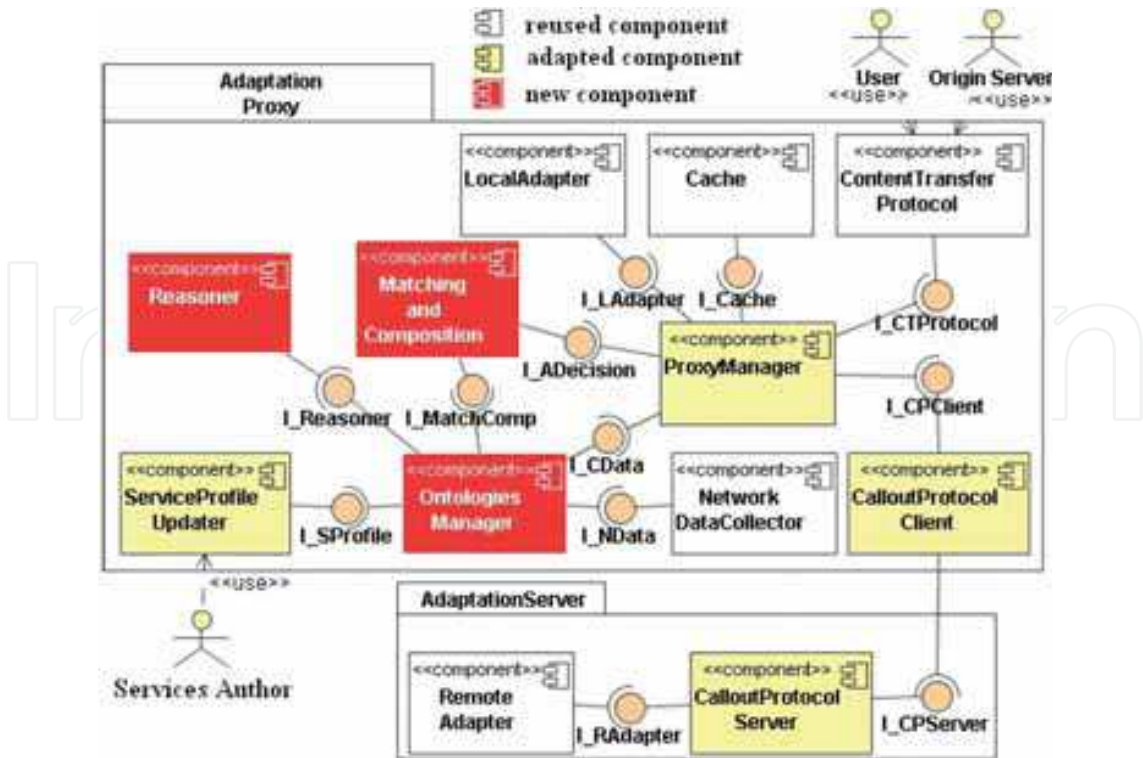 reused component
adapted component
new component
User
<<use>>
Origin Server
<<use>>
Adaptation
Proxy
<<component>>
LocalAdapter
<<component>>
Cache
<<component>>
ContentTransfer
Protocol
<<component>>
Reasoner
<<component>>
Matching
and
Composition
I_LAdapter
I_Cache
I_CTProtocol
<<component>>
ProxyManager
I_ADecision
I_CPClient
I_Reasoner
I_MatchComp
I_CData
<<component>>
ServiceProfile
Updater
I_SProfile
<<component>>
Ontologies
Manager
I_NData
<<component>>
Network
DataCollector
<<component>>
CalloutProtocol
Client
<<use>>
Services Author
AdaptationServer
<<component>>
Remote
Adapter
I_RAdapter
<<component>>
CalloutProtocol
Server
I_CPServer